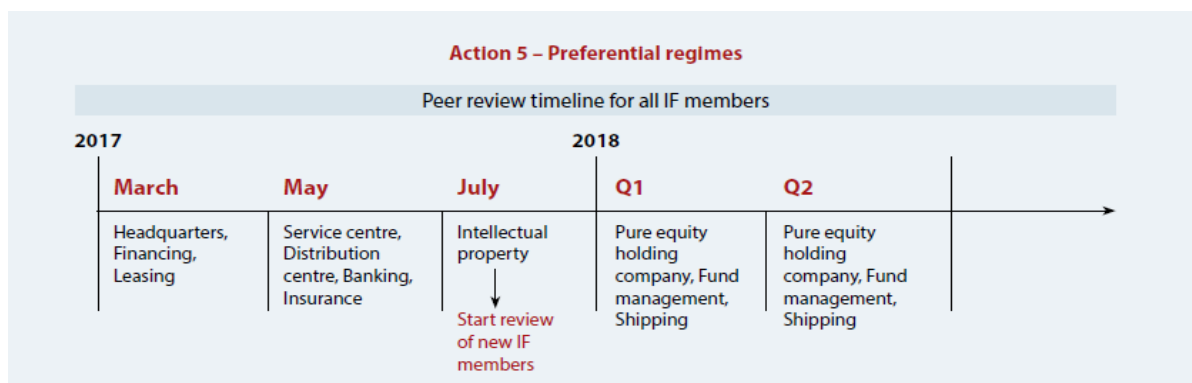 Action 5 – Preferential regimes
Peer review timeline for all IF members
2017
2018
March
May
July
Q1
Q2
Headquarters,
Financing,
Leasing
Service centre,
Distribution
centre, Banking,
Insurance
Intellectual
property
Start review
of new IF
members
Pure equity
holding
company, Fund
management,
Shipping
Pure equity
holding
company, Fund
management,
Shipping